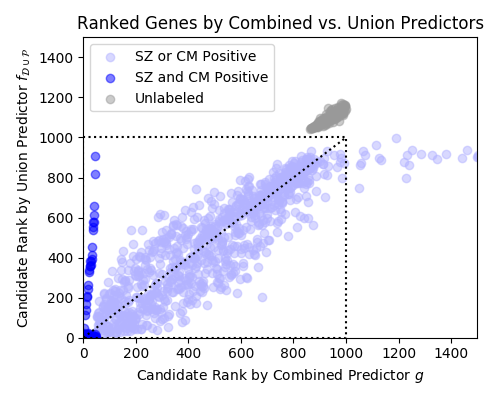 Ranked Genes by Combined vs. Union Predictors
SZ or CM Positive
SZ and CM Positive
Unlabeled
Candidate Rank by Union Predictor f_{𝒟∪𝒫}
1400
1200
1000
800
600
400
200
0
0 200 400 600 800 1000 1200 1400
Candidate Rank by Combined Predictor g